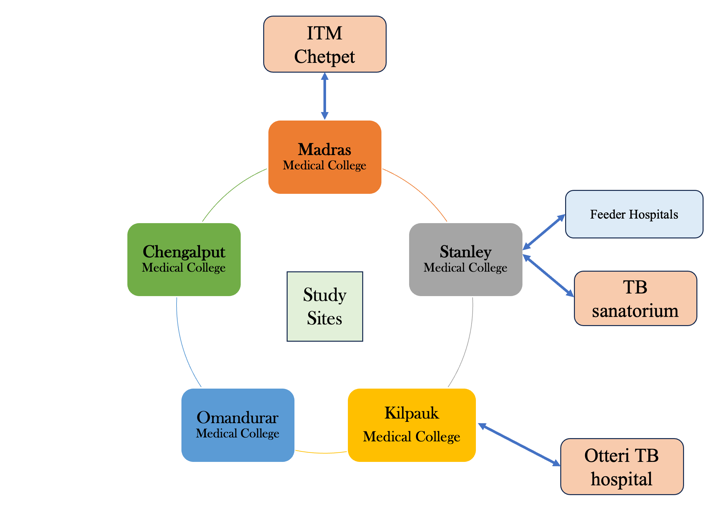 ITM
Chetpet
Madras
Medical College
Feeder Hospitals
Chengalput
Medical College
Stanley
Medical College
TB
sanatorium
Study
Sites
Omandurar
Medical College
Kilpauk
Medical College
Otteri TB
hospital